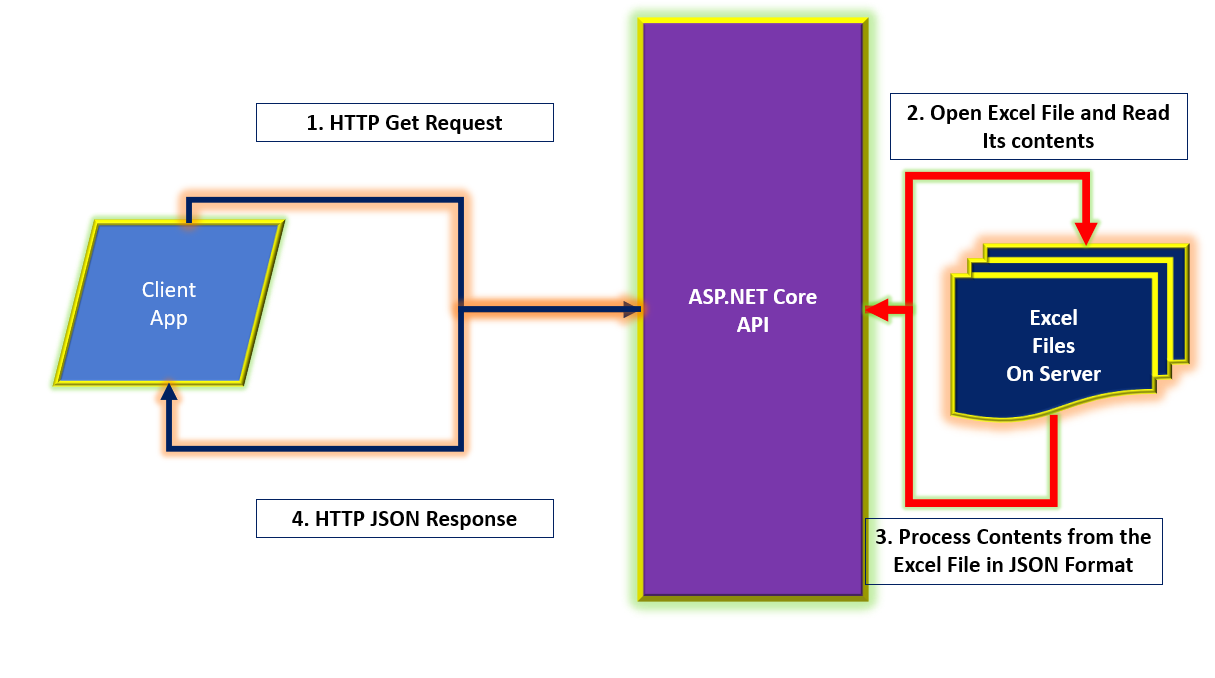 1. HTTP Get Request
2. Open Excel File and Read
Its contents
Client
App
ASP.NET Core
API
Excel
Files
On Server
4. HTTP JSON Response
3. Process Contents from the
Excel File in JSON Format